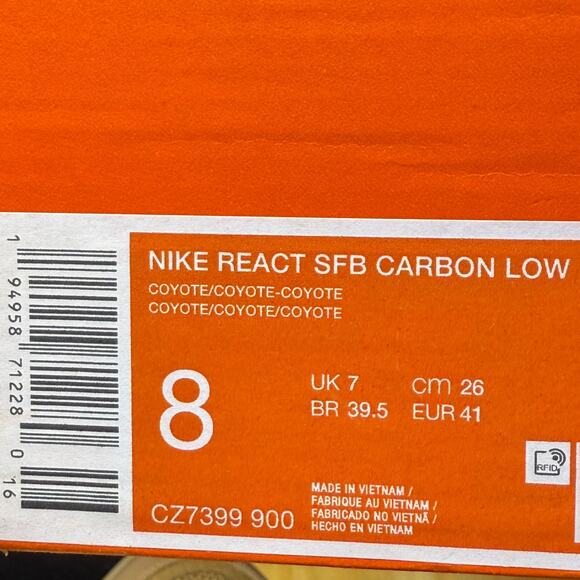 NIKE REACT SFB CARBON LOW
COYOTE/COYOTE-COYOTE
COYOTE/COYOTE/COYOTE
8
UK 7 cm 26
BR 39.5 EUR 41
RFID
MADE IN VIETNAM /
FABRIQUE AU VIETNAM /
FABRICADO NO VIETNÃ /
HECHO EN VIETNAM
CZ7399 900
1 94958 71228 0 16